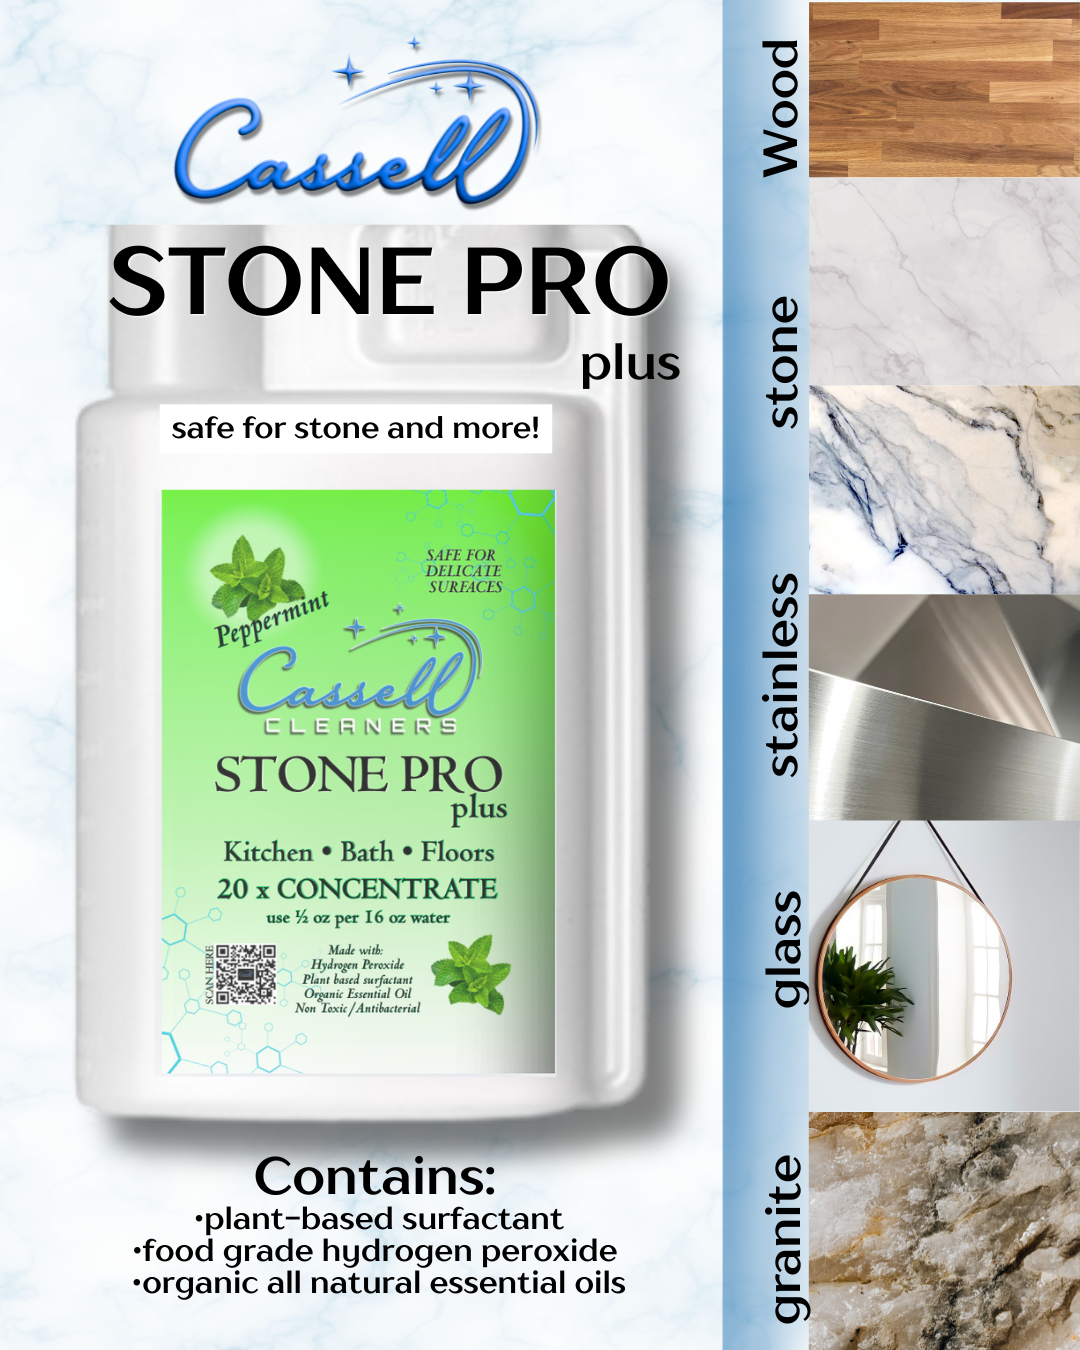 Cassell
STONE PRO
plus
safe for stone and more!
SAFE FOR
DELICATE
SURFACES
Peppermint
Cassell
CLEANERS
STONE PRO
plus
Kitchen • Bath • Floors
20 x CONCENTRATE
use ½ oz per 16 oz water
SCAN HERE
Made with:
Hydrogen Peroxide
Plant based surfactant
Organic Essential Oil
Non Toxic/Antibacterial
Contains:
•plant-based surfactant
•food grade hydrogen peroxide
•organic all natural essential oils
Wood
stone
stainless
glass
granite